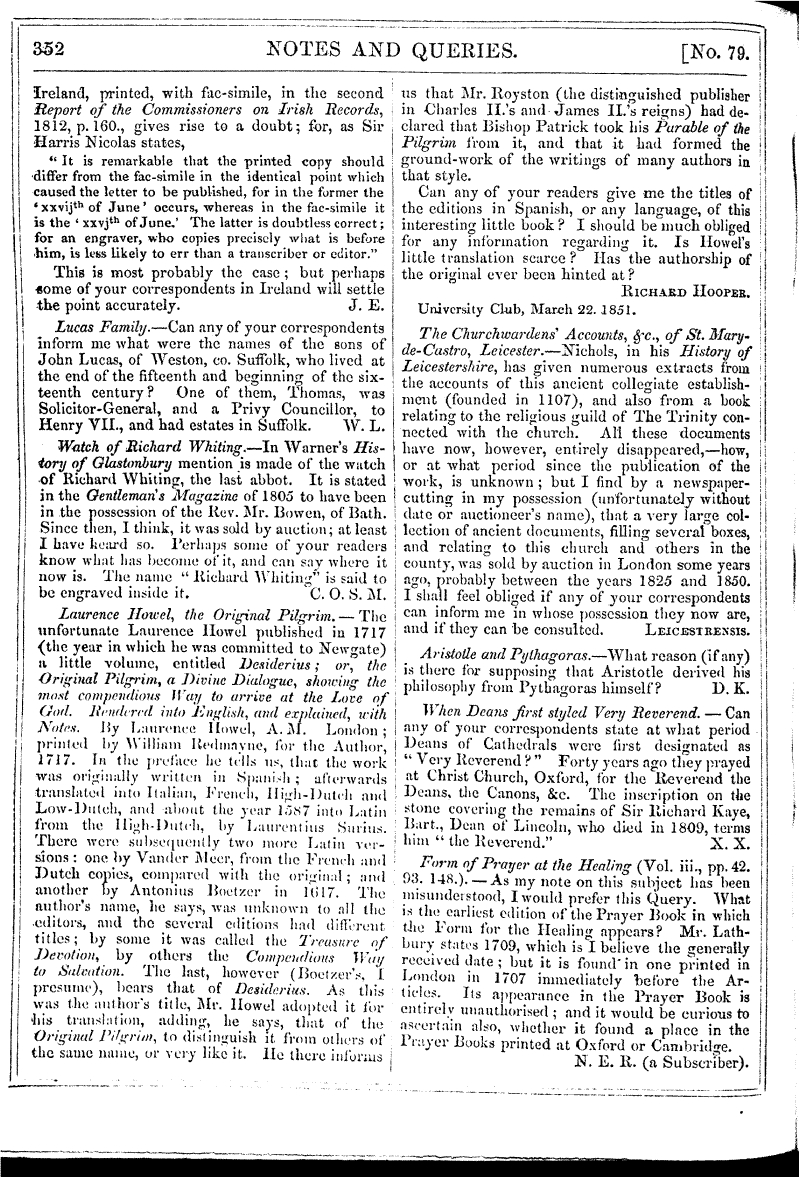 352 NOTES AND QUERIES. [No. 79.
Ireland, printed, with fac-simile, in the second
Report of the Commissioners on Irish Records,
1812, p. 160., gives rise to a doubt; for, as Sir
Harris Nicolas states,
“It is remarkable that the printed copy should
differ from the fac-simile in the identical point which
caused the letter to be published, for in the former the
‘xxvijth of June’ occurs, whereas in the fac-simile it
is the ‘xxvjth of June.’ The latter is doubtless correct;
for an engraver, who copies precisely what is before
him, is less likely to err than a transcriber or editor.”
This is most probably the case; but perhaps
some of your correspondents in Ireland will settle
the point accurately. J. E.
Lucas Family.—Can any of your correspondents
inform me what were the names of the sons of
John Lucas, of Weston, co. Suffolk, who lived at
the end of the fifteenth and beginning of the six-
teenth century? One of them, Thomas, was
Solicitor-General, and a Privy Councillor, to
Henry VII., and had estates in Suffolk. W. L.
Watch of Richard Whiting.—In Warner's His-
tory of Glastonbury mention is made of the watch
of Richard Whiting, the last abbot. It is stated
in the Gentleman's Magazine of 1805 to have been
in the possession of the Rev. Mr. Bowen, of Bath.
Since then, I think, it was sold by auction; at least
I have heard so. Perhaps some of your readers
know what has become of it, and can say where it
now is. The name “Richard Whiting” is said to
be engraved inside it. C. O. S. M.
Laurence Howel, the Original Pilgrim.—The
unfortunate Laurence Howel published in 1717
(the year in which he was committed to Newgate)
a little volume, entitled Desiderius; or, the
Original Pilgrim, a Divine Dialogue, showing the
most compendious Way to arrive at the Love of
God. Rendered into English, and explained, with
Notes. By Laurence Howel, A.M. London;
printed by William Redmayne, for the Author,
1717. In the preface he tells us, that the work
was originally written in Spanish; afterwards
translated into Italian, French, High-Dutch and
Low-Dutch, and about the year 1587 into Latin
from the High-Dutch, by Laurentius Surius.
There were subsequently two more Latin ver-
sions: one by Vander Meer, from the French and
Dutch copies, compared with the original; and
another by Antonius Boetzer in 1617. The
author's name, he says, was unknown to all the
editors, and the several editions had different
titles; by some it was called the Treasure of
Devotion, by others the Compendious Way
to Salvation. The last, however (Boetzer's, I
presume), bears that of Desiderius. As this
was the author's title, Mr. Howel adopted it for
his translation, adding, he says, that of the
Original Pilgrim, to distinguish it from others of
the same name, or very like it. He there informs
us that Mr. Royston (the distinguished publisher
in Charles II.'s and James II.'s reigns) had de-
clared that Bishop Patrick took his Parable of the
Pilgrim from it, and that it had formed the
ground-work of the writings of many authors in
that style.
Can any of your readers give me the titles of
the editions in Spanish, or any language, of this
interesting little book? I should be much obliged
for any information regarding it. Is Howel's
little translation scarce? Has the authorship of
the original ever been hinted at?
RICHARD HOOPER.
University Club, March 22. 1851.
The Churchwardens' Accounts, &c., of St. Mary-
de-Castro, Leicester.—Nichols, in his History of
Leicestershire, has given numerous extracts from
the accounts of this ancient collegiate establish-
ment (founded in 1107), and also from a book
relating to the religious guild of The Trinity con-
nected with the church. All these documents
have now, however, entirely disappeared,—how,
or at what period since the publication of the
work, is unknown; but I find by a newspaper-
cutting in my possession (unfortunately without
date or auctioneer's name), that a very large col-
lection of ancient documents, filling several boxes,
and relating to this church and others in the
county, was sold by auction in London some years
ago, probably between the years 1825 and 1850.
I shall feel obliged if any of your correspondents
can inform me in whose possession they now are,
and if they can be consulted. LEICESTRENSIS.
Aristotle and Pythagoras.—What reason (if any)
is there for supposing that Aristotle derived his
philosophy from Pythagoras himself? D. K.
When Deans first styled Very Reverend.—Can
any of your correspondents state at what period
Deans of Cathedrals were first designated as
“Very Reverend?” Forty years ago they prayed
at Christ Church, Oxford, for the Reverend the
Deans, the Canons, &c. The inscription on the
stone covering the remains of Sir Richard Kaye,
Bart., Dean of Lincoln, who died in 1809, terms
him “the Reverend.” X. X.
Form of Prayer at the Healing (Vol. iii., pp. 42.
93. 148.).—As my note on this subject has been
misunderstood, I would prefer this Query. What
is the earliest edition of the Prayer Book in which
the Form for the Healing appears? Mr. Lath-
bury states 1709, which is I believe the generally
received date; but it is found in one printed in
London in 1707 immediately before the Ar-
ticles. Its appearance in the Prayer Book is
entirely unauthorised; and it would be curious to
ascertain also, whether it found a place in the
Prayer Books printed at Oxford or Cambridge.
N. E. R. (a Subscriber).